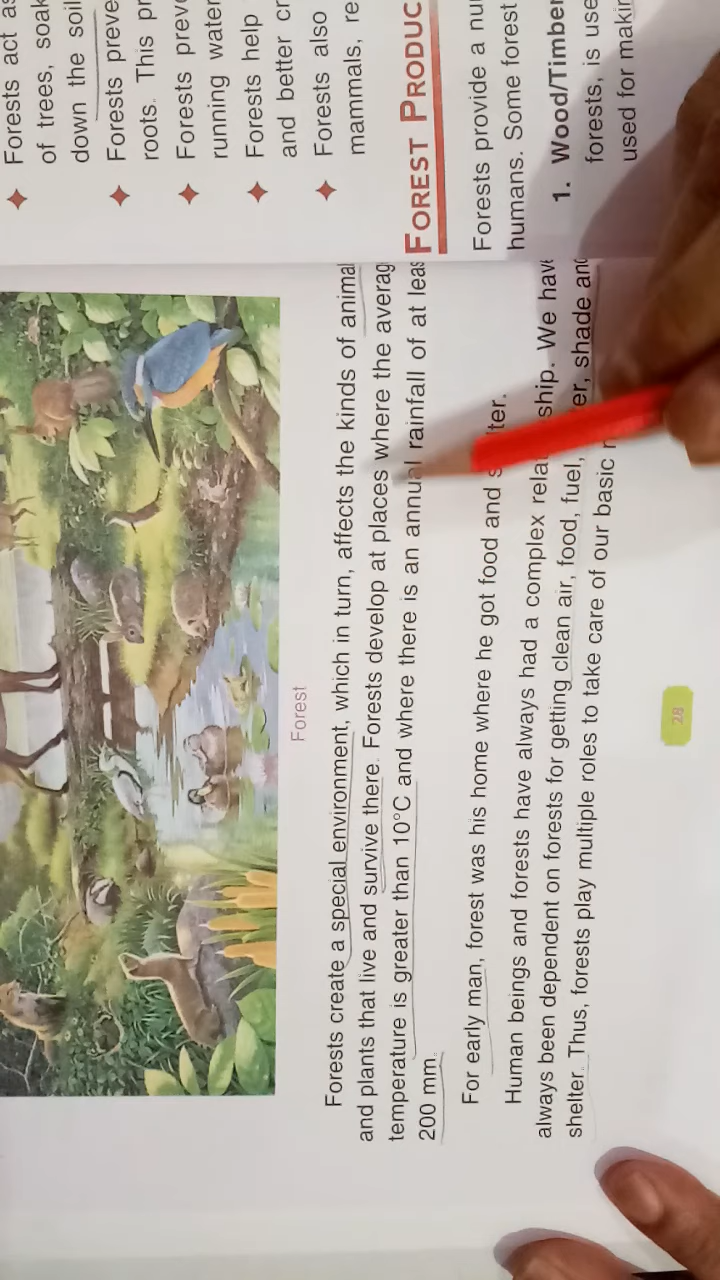 Forest
Forests create a special environment, which in turn, affects the kinds of animal
and plants that live and survive there. Forests develop at places where the averag
temperature is greater than 10°C and where there is an annual rainfall of at leas
200 mm.
For early man, forest was his home where he got food and s lter.
Human beings and forests have always had a complex relat ship. We have
always been dependent on forests for getting clean air, food, fuel, er, shade and
shelter. Thus, forests play multiple roles to take care of our basic
28
Forests act as
of trees, soak
down the soil
Forests preve
roots. This pr
Forests prev
running water
Forests help
and better cr
Forests also
mammals, re
FOREST PRODUC
Forests provide a nu
humans. Some forest
1. Wood/Timber
forests, is use
used for makin